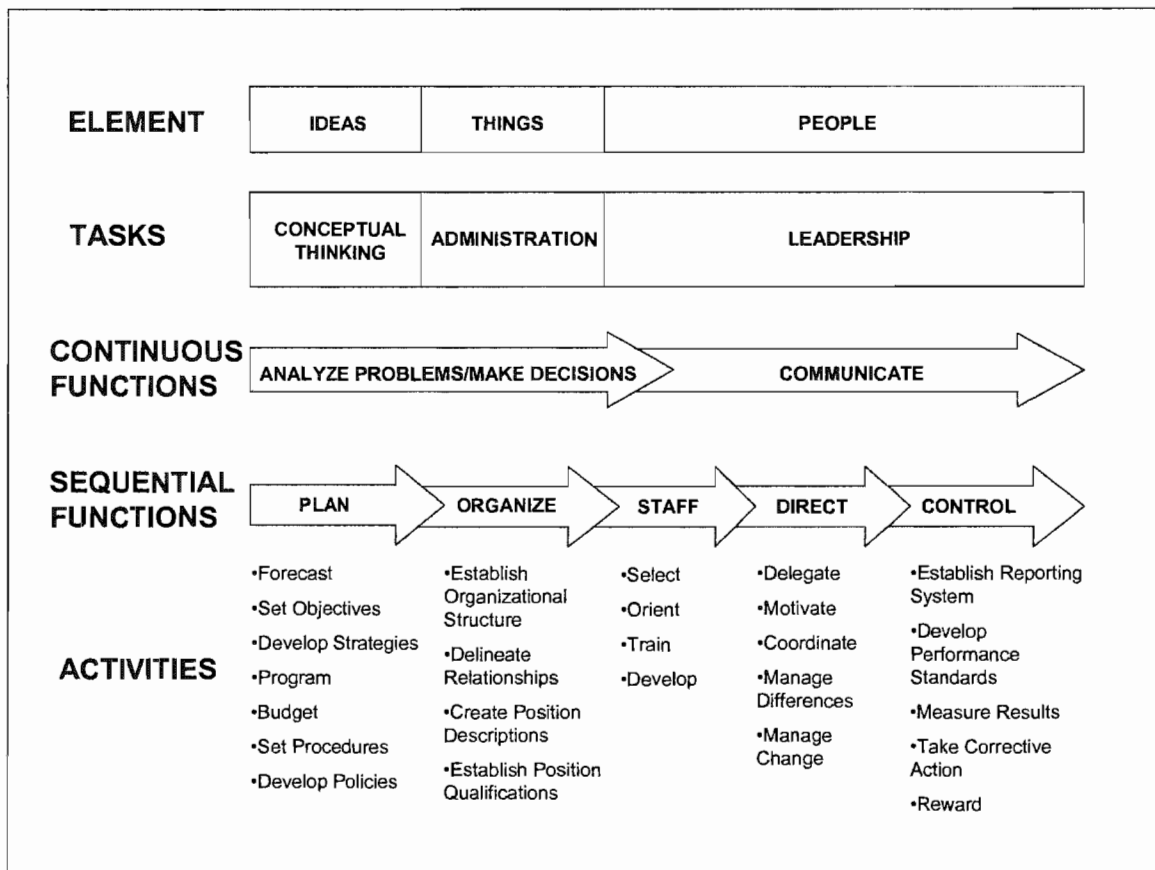 ELEMENT
IDEAS
THINGS
PEOPLE
TASKS
CONCEPTUAL
THINKING
ADMINISTRATION
LEADERSHIP
CONTINUOUS
FUNCTIONS
ANALYZE PROBLEMS/MAKE DECISIONS
COMMUNICATE
SEQUENTIAL
FUNCTIONS
PLAN
ORGANIZE
STAFF
DIRECT
CONTROL
ACTIVITIES
•Forecast
•Set Objectives
•Develop Strategies
•Program
•Budget
•Set Procedures
•Develop Policies
•Establish
Organizational
Structure
•Delineate
Relationships
•Create Position
Descriptions
•Establish Position
Qualifications
•Select
•Orient
•Train
•Develop
•Delegate
•Motivate
•Coordinate
•Manage
Differences
•Manage
Change
•Establish Reporting
System
•Develop
Performance
Standards
•Measure Results
•Take Corrective
Action
•Reward